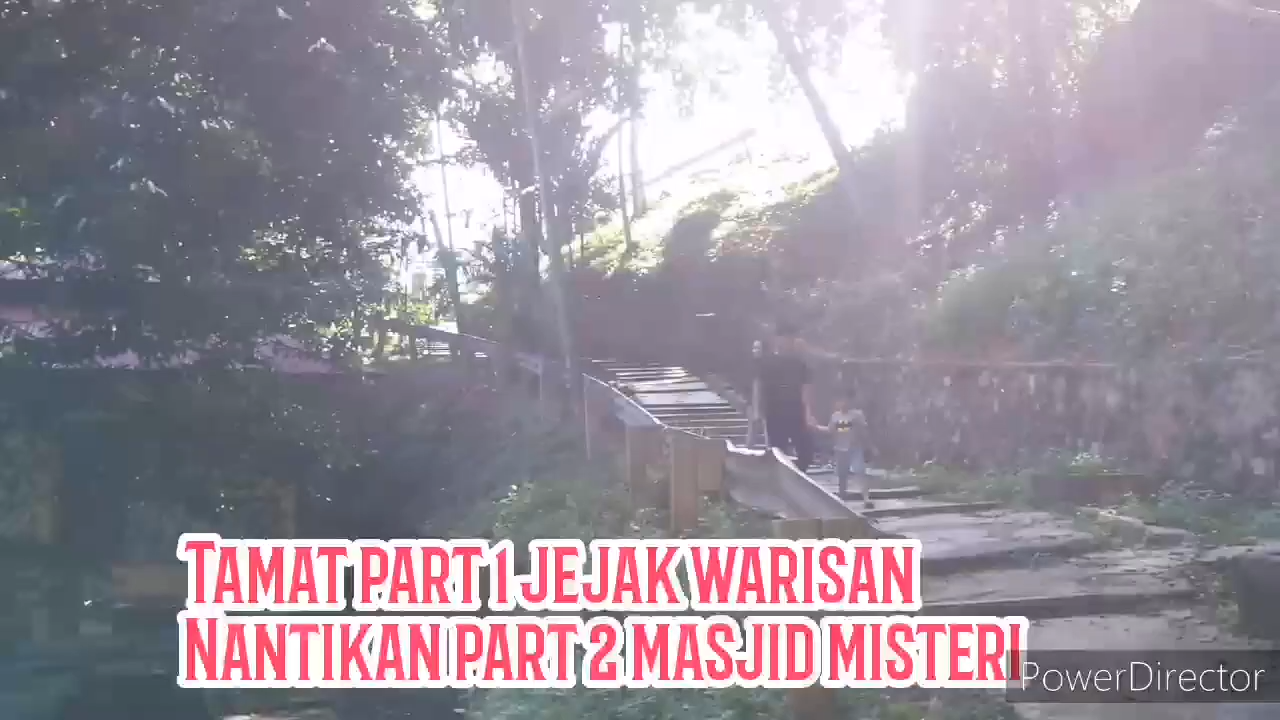 TAMAT PART 1 JEJAK WARISAN
NANTIKAN PART 2 MASJID MISTERI
PowerDirector